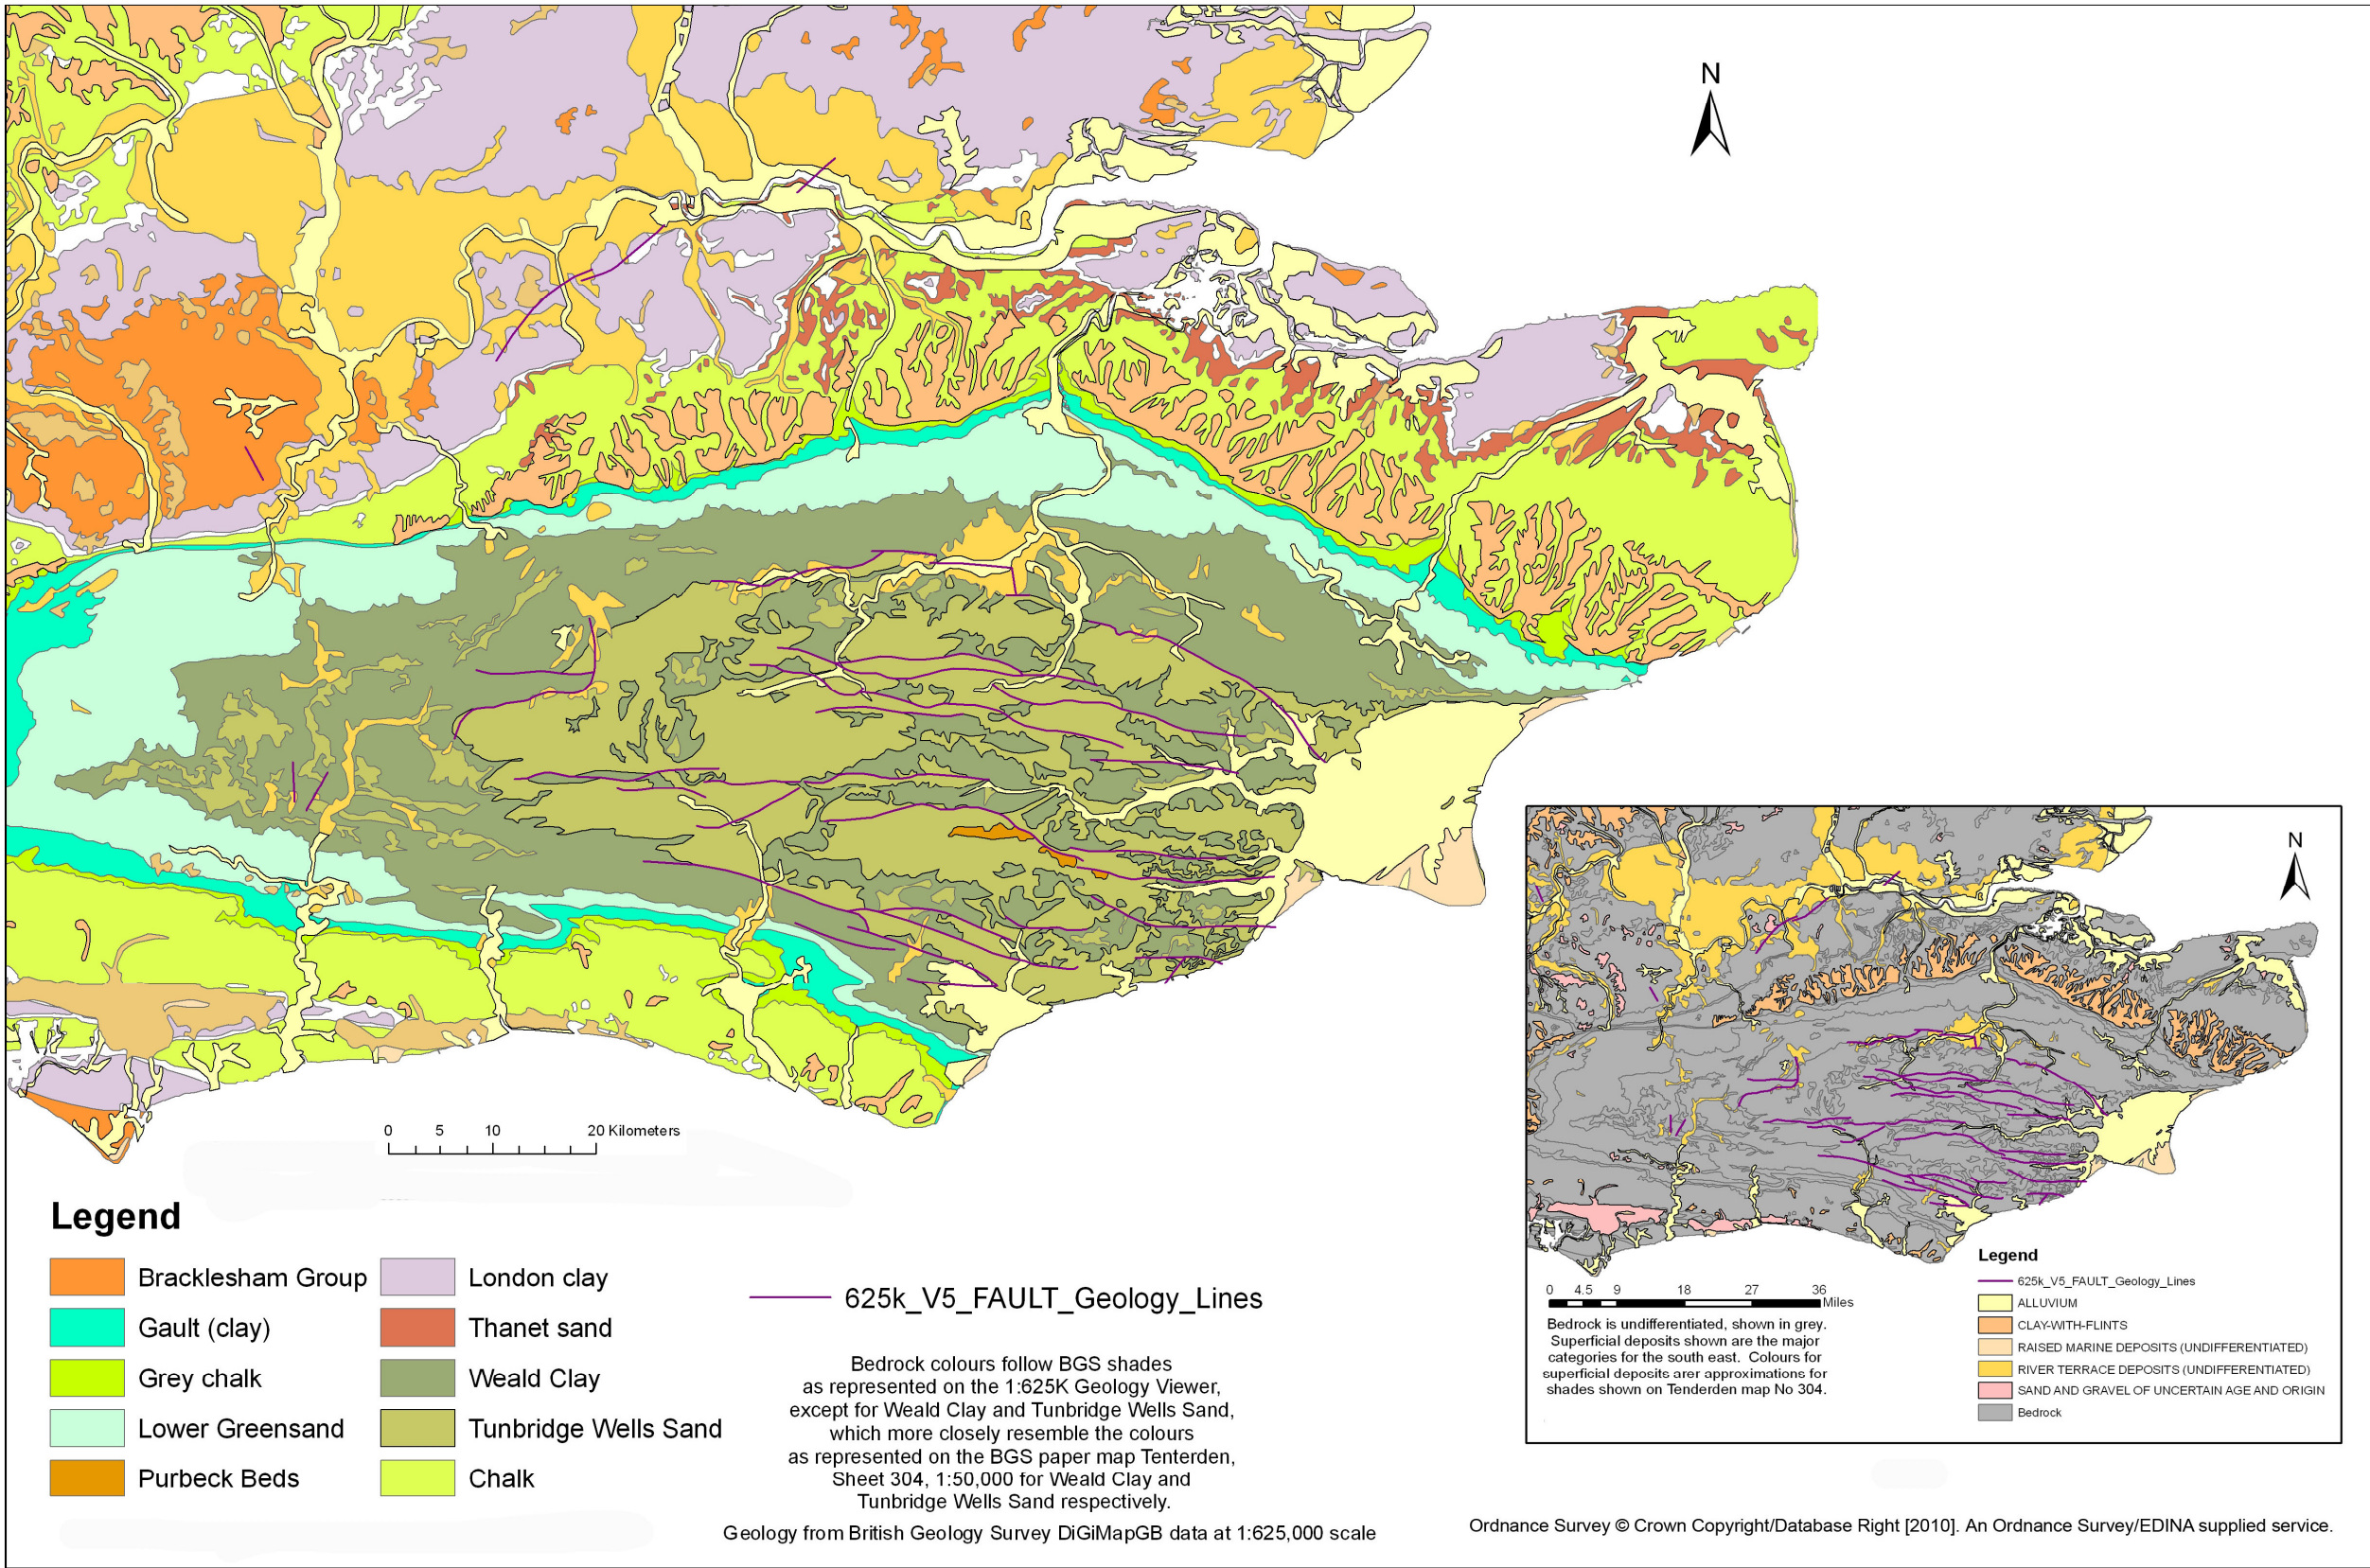 N
0 5 10 20 Kilometers
Legend
Bracklesham Group
Gault (clay)
Grey chalk
Lower Greensand
Purbeck Beds
London clay
Thanet sand
Weald Clay
Tunbridge Wells Sand
Chalk
625k_V5_FAULT_Geology_Lines
Bedrock colours follow BGS shades
as represented on the 1:625K Geology Viewer,
except for Weald Clay and Tunbridge Wells Sand,
which more closely resemble the colours
as represented on the BGS paper map Tenterden,
Sheet 304, 1:50,000 for Weald Clay and
Tunbridge Wells Sand respectively.
Geology from British Geology Survey DiGiMapGB data at 1:625,000 scale
N
0 4.5 9 18 27 36
Miles
Bedrock is undifferentiated, shown in grey.
Superficial deposits shown are the major
categories for the south east. Colours for
superficial deposits arer approximations for
shades shown on Tenderden map No 304.
Legend
625k_V5_FAULT_Geology_Lines
ALLUVIUM
CLAY-WITH-FLINTS
RAISED MARINE DEPOSITS (UNDIFFERENTIATED)
RIVER TERRACE DEPOSITS (UNDIFFERENTIATED)
SAND AND GRAVEL OF UNCERTAIN AGE AND ORIGIN
Bedrock
Ordnance Survey © Crown Copyright/Database Right [2010]. An Ordnance Survey/EDINA supplied service.